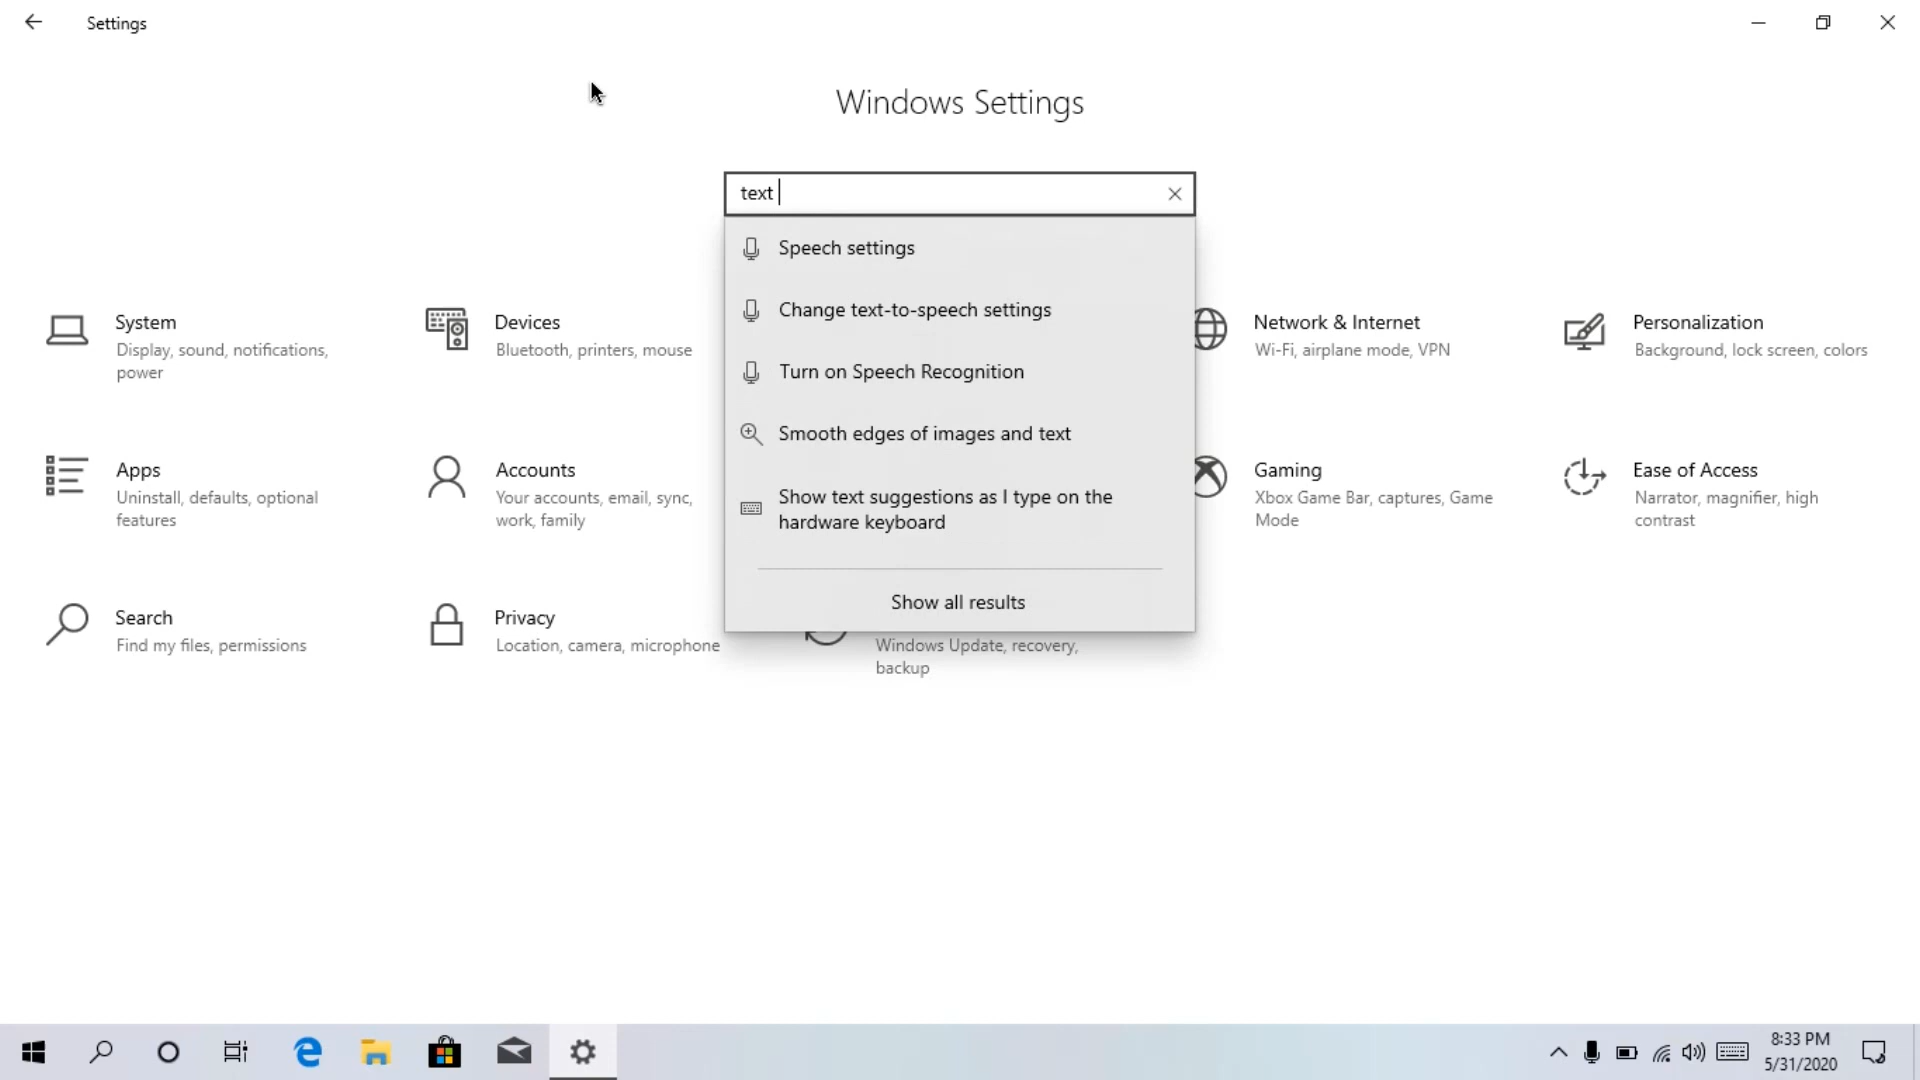 Settings
Windows Settings
text
Speech settings
Change text-to-speech settings
Turn on Speech Recognition
Smooth edges of images and text
Show text suggestions as I type on the
hardware keyboard
Show all results
System
Display, sound, notifications,
power
Devices
Bluetooth, printers, mouse
Network & Internet
Wi-Fi, airplane mode, VPN
Personalization
Background, lock screen, colors
Apps
Uninstall, defaults, optional
features
Accounts
Your accounts, email, sync,
work, family
Gaming
Xbox Game Bar, captures, Game
Mode
Ease of Access
Narrator, magnifier, high
contrast
Search
Find my files, permissions
Privacy
Location, camera, microphone
Windows Update, recovery,
backup
8:33 PM
5/31/2020